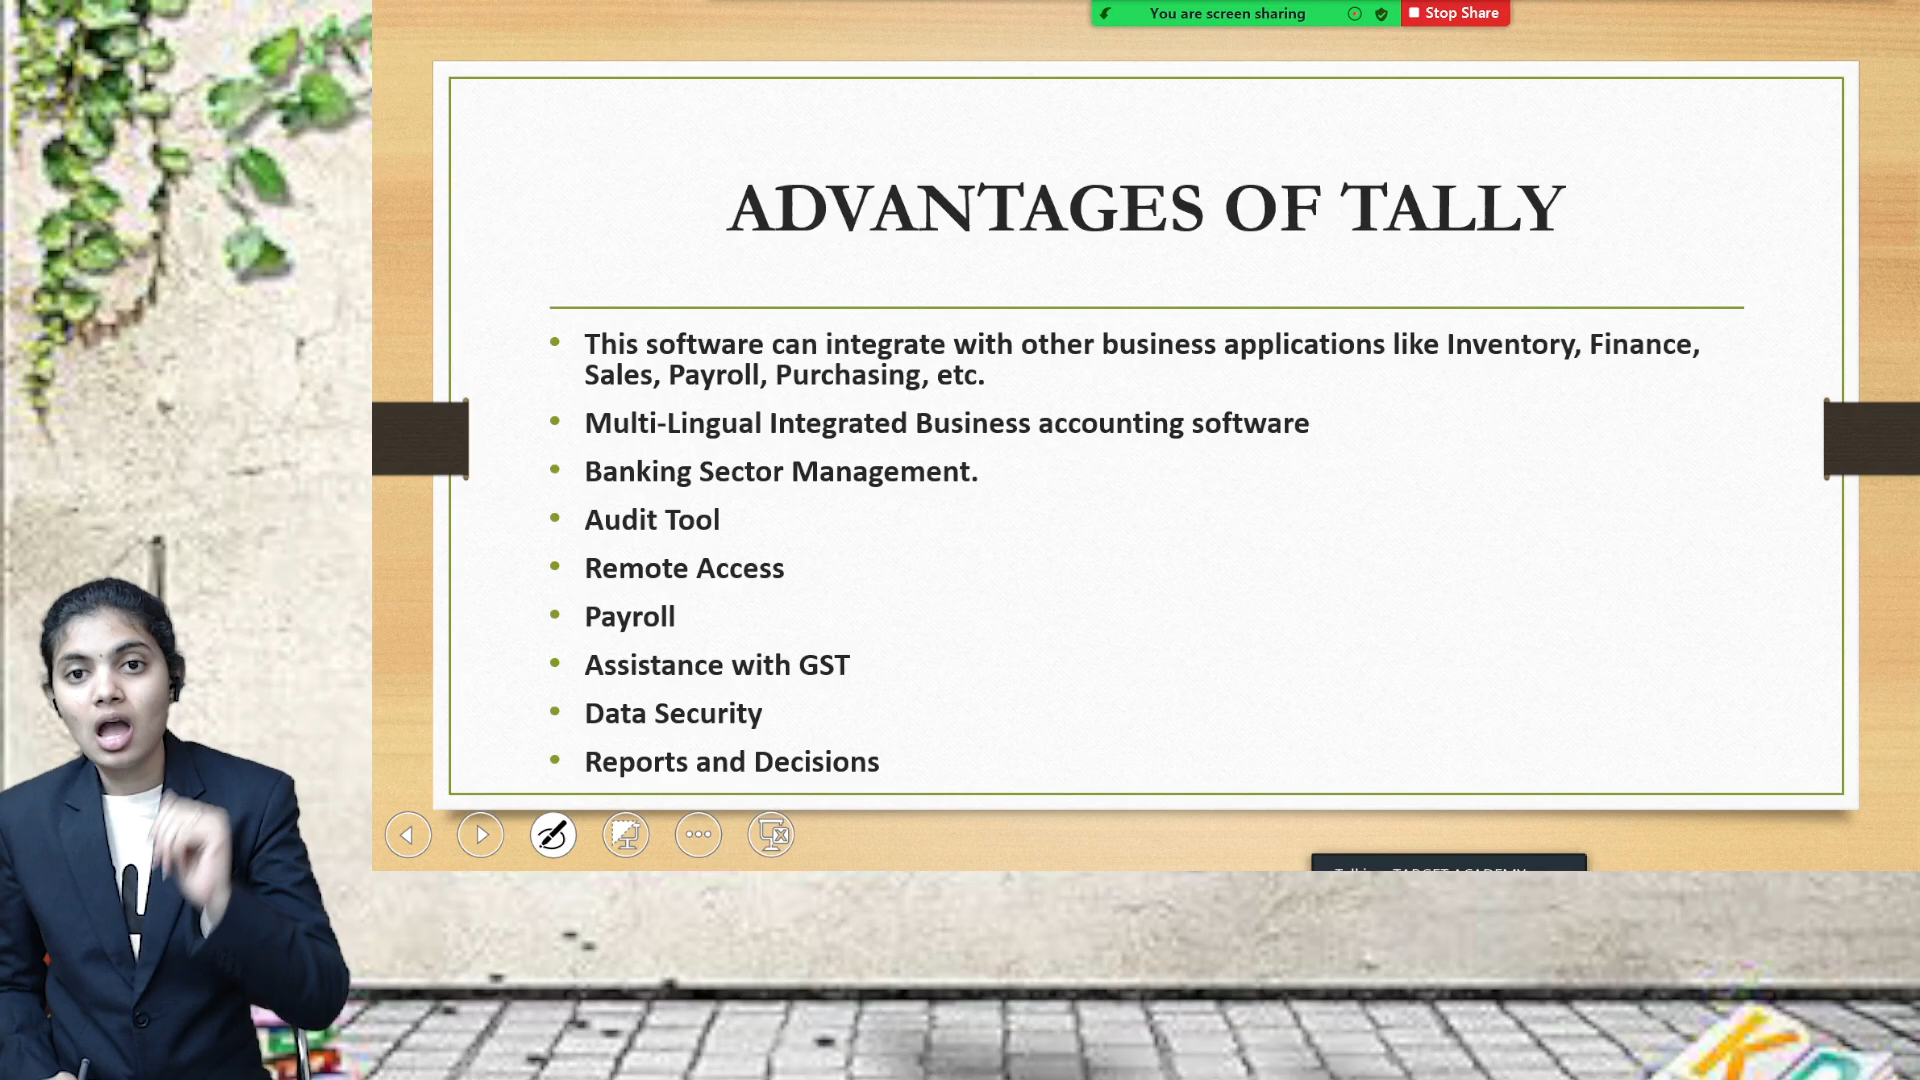 You are screen sharing
Stop Share
ADVANTAGES OF TALLY
• This software can integrate with other business applications like Inventory, Finance,
Sales, Payroll, Purchasing, etc.
• Multi-Lingual Integrated Business accounting software
• Banking Sector Management.
• Audit Tool
• Remote Access
• Payroll
• Assistance with GST
• Data Security
• Reports and Decisions
TARGET ACADEMY